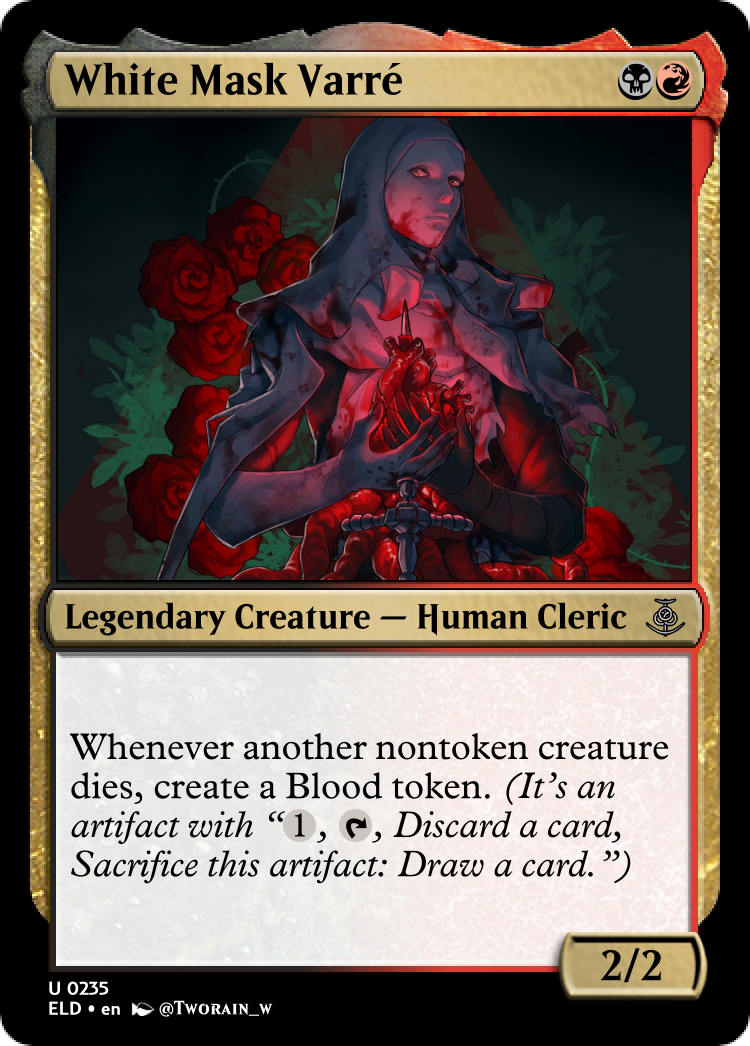 White Mask Varré
Legendary Creature — Human Cleric
Whenever another nontoken creature
dies, create a Blood token. (It's an
artifact with “1, , Discard a card,
Sacrifice this artifact: Draw a card.”)
2/2
U 0235
ELD • en @Tworain_w